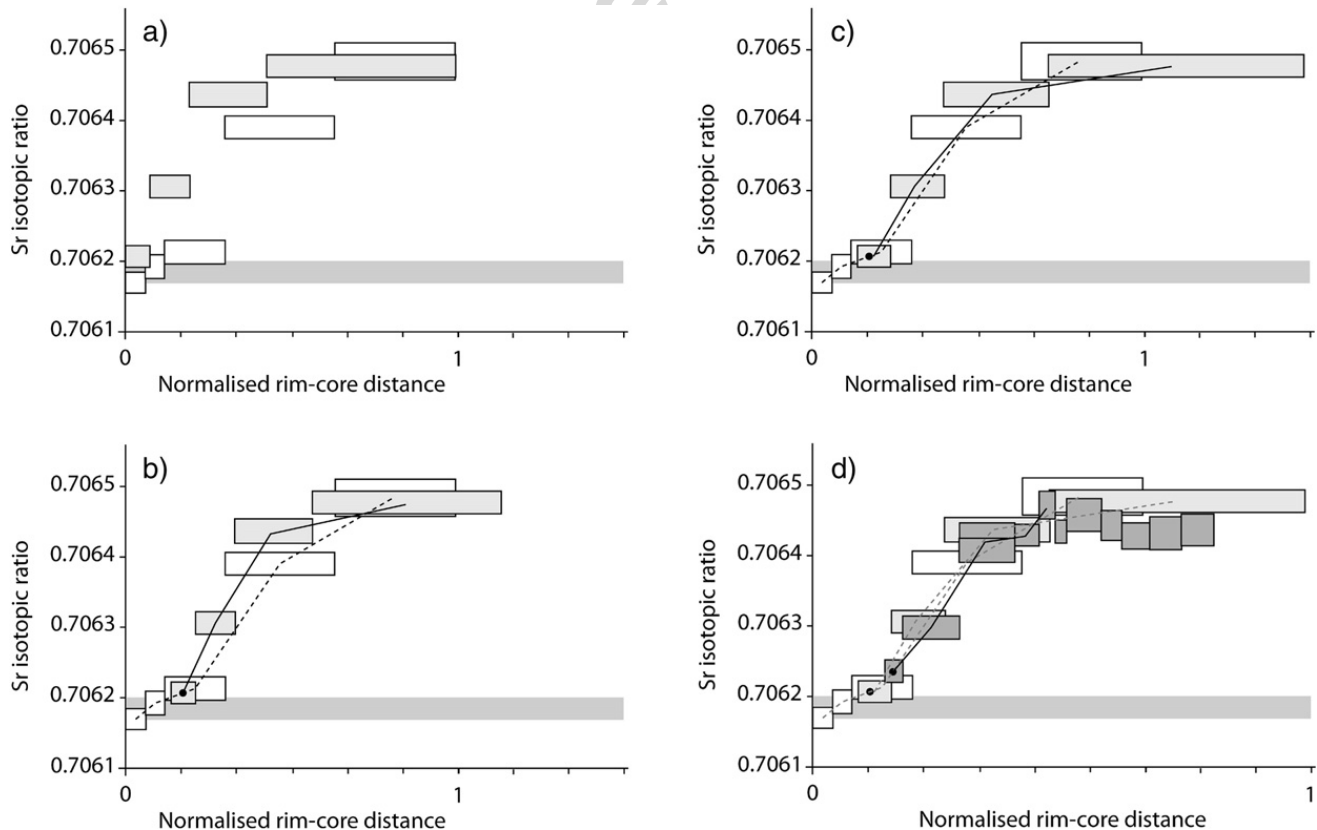 a)
0.7065
0.7064
0.7063
0.7062
0.7061
Sr isotopic ratio
0 1
Normalised rim-core distance
c)
0.7065
0.7064
0.7063
0.7062
0.7061
Sr isotopic ratio
0 1
Normalised rim-core distance
b)
0.7065
0.7064
0.7063
0.7062
0.7061
Sr isotopic ratio
0 1
Normalised rim-core distance
d)
0.7065
0.7064
0.7063
0.7062
0.7061
Sr isotopic ratio
0 1
Normalised rim-core distance